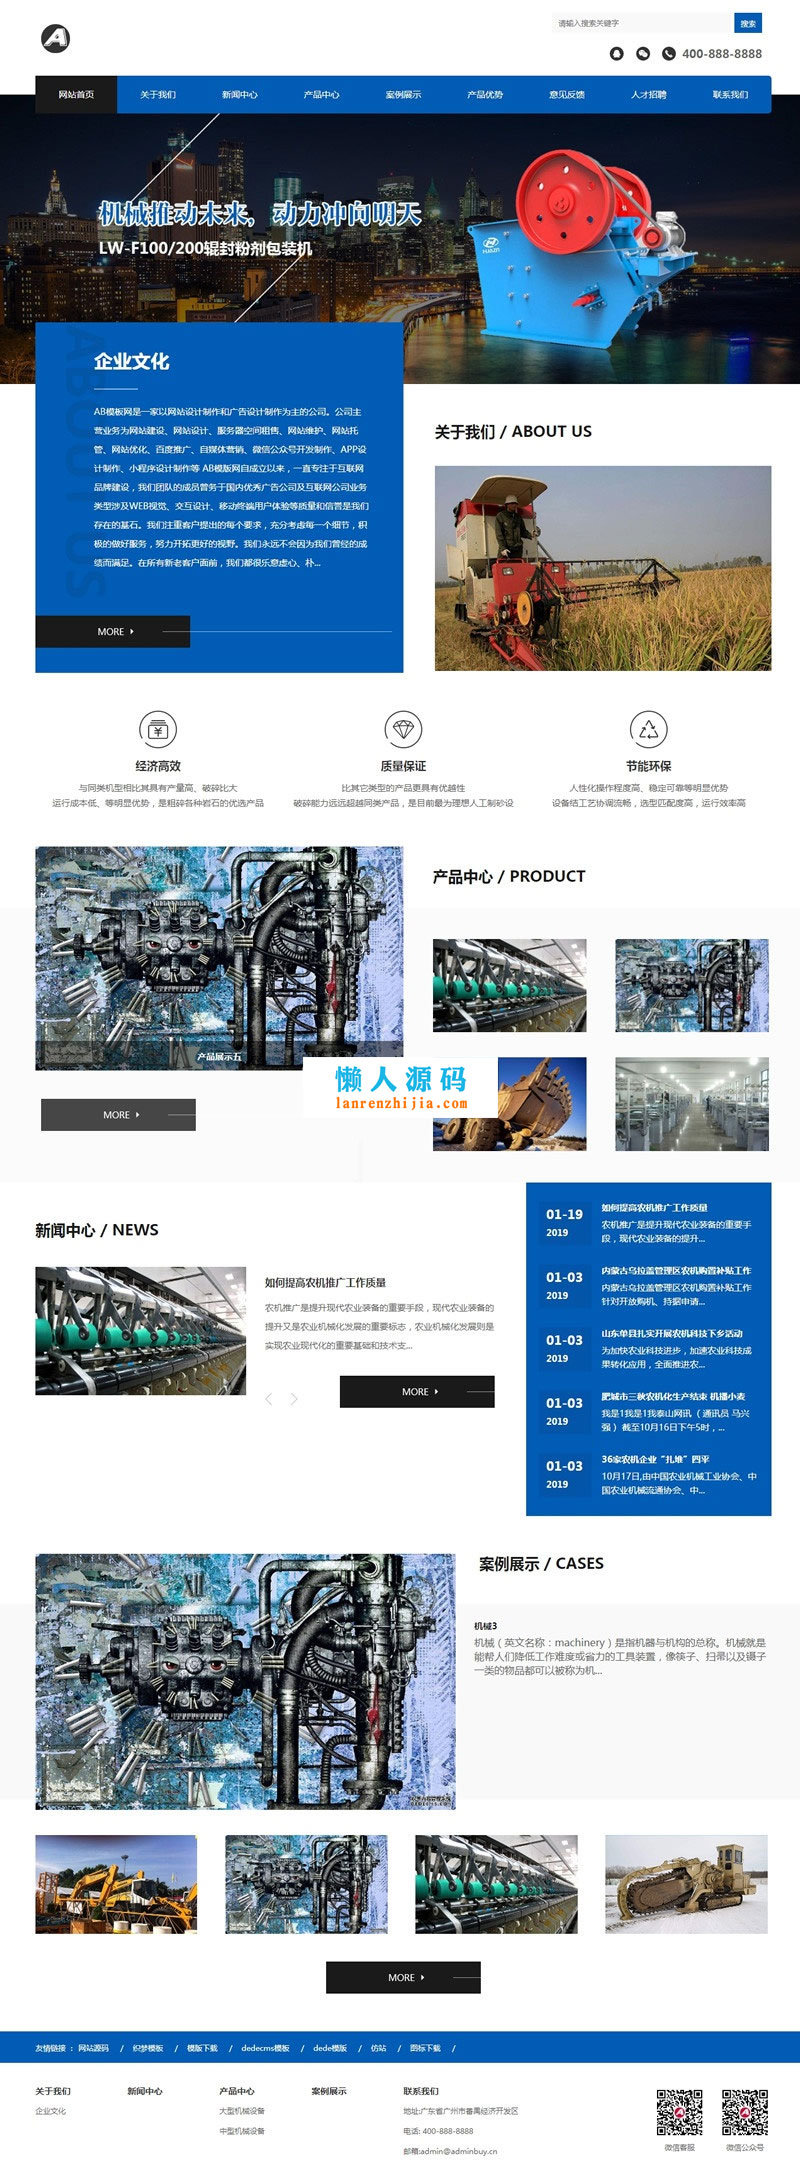 请输入搜索关键字
搜索
400-888-8888
网站首页
关于我们
新闻中心
产品中心
案例展示
产品优势
意见反馈
人才招聘
联系我们
机械推动未来，动力冲向明天
LW-F100/200辊封粉剂包装机
ABOUT US
企业文化
AB模板网是一家以网站设计制作和广告设计制作为主的公司。公司主
营业务为网站建设、网站设计、服务器空间租售、网站维护、网站托
管、网站优化、百度推广、自媒体营销、微信公众号开发制作、APP设
计制作、小程序设计制作等 AB模版网自成立以来，一直专注于互联网
品牌建设，我们团队的成员曾务于国内优秀广告公司及互联网公司业务
类型涉及WEB视觉、交互设计、移动终端用户体验等质量和信誉是我们
存在的基石。我们注重客户提出的每个要求，充分考虑每一个细节，积
极的做好服务，努力开拓更好的视野。我们永远不会因为我们曾经的成
绩而满足。在所有新老客户面前，我们都很乐意虚心、朴...
MORE
关于我们 / ABOUT US
经济高效
与同类机型相比其具有产量高、破碎比大
运行成本低、等明显优势，是粗碎各种岩石的优选产品
质量保证
比其它类型的产品更具有优越性
破碎能力远远超越同类产品，是目前最为理想人工制砂设
节能环保
人性化操作程度高、稳定可靠等明显优势
设备结工艺协调流畅，选型匹配度高，运行效率高
产品中心 / PRODUCT
产品展示五
MORE
懒人源码
lanrenzhijia.com
新闻中心 / NEWS
如何提高农机推广工作质量
农机推广是提升现代农业装备的重要手段，现代农业装备的
提升又是农业机械化发展的重要标志，农业机械化发展则是
实现农业现代化的重要基础和技术支...
MORE
01-19
2019
如何提高农机推广工作质量
农机推广是提升现代农业装备的重要手
段，现代农业装备的提升...
01-03
2019
内蒙古乌拉盖管理区农机购置补贴工作
内蒙古乌拉盖管理区农机购置补贴工作
针对开放购机、持据申请...
01-03
2019
山东单县扎实开展农机科技下乡活动
为加快农业科技进步，加速农业科技成
果转化应用，全面推进农...
01-03
2019
肥城市三秋农机化生产结束 机播小麦
我是1我是1我泰山网讯（通讯员 马兴
强） 截至10月16日下午5时，...
01-03
2019
36家农机企业“扎堆”四平
10月17日,由中国农业机械工业协会、中
国农业机械流通协会、中...
案例展示 / CASES
机械3
机械（英文名称：machinery）是指机器与机构的总称。机械就是
能帮人们降低工作难度或省力的工具装置，像筷子、扫帚以及镊子
一类的物品都可以被称为机...
MORE
友情链接 ： 网站源码 / 织梦模板 / 模版下载 / dedecms模板 / dede模版 / 仿站 / 图标下载 /
关于我们
企业文化
新闻中心
产品中心
大型机械设备
中型机械设备
案例展示
联系我们
地址:广东省广州市番禺经济开发区
电话: 400-888-8888
邮箱:admin@adminbuy.cn
微信客服
微信公众号